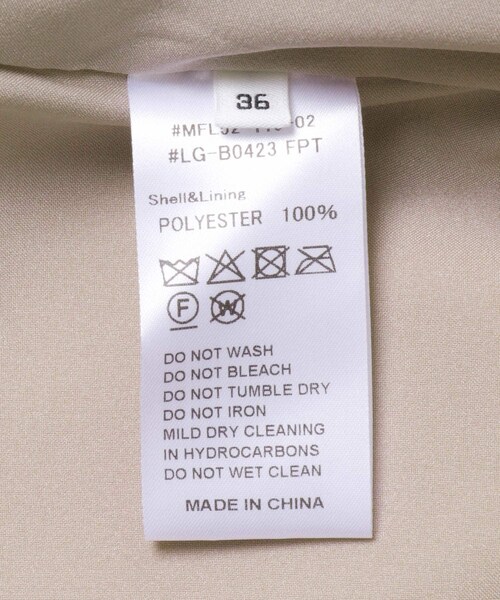 36
02
#LG-B0423 FPT
Shell&Lining
POLYESTER 100%
F
W
DO NOT WASH
DO NOT BLEACH
DO NOT TUMBLE DRY
DO NOT IRON
MILD DRY CLEANING
IN HYDROCARBONS
DO NOT WET CLEAN
MADE IN CHINA